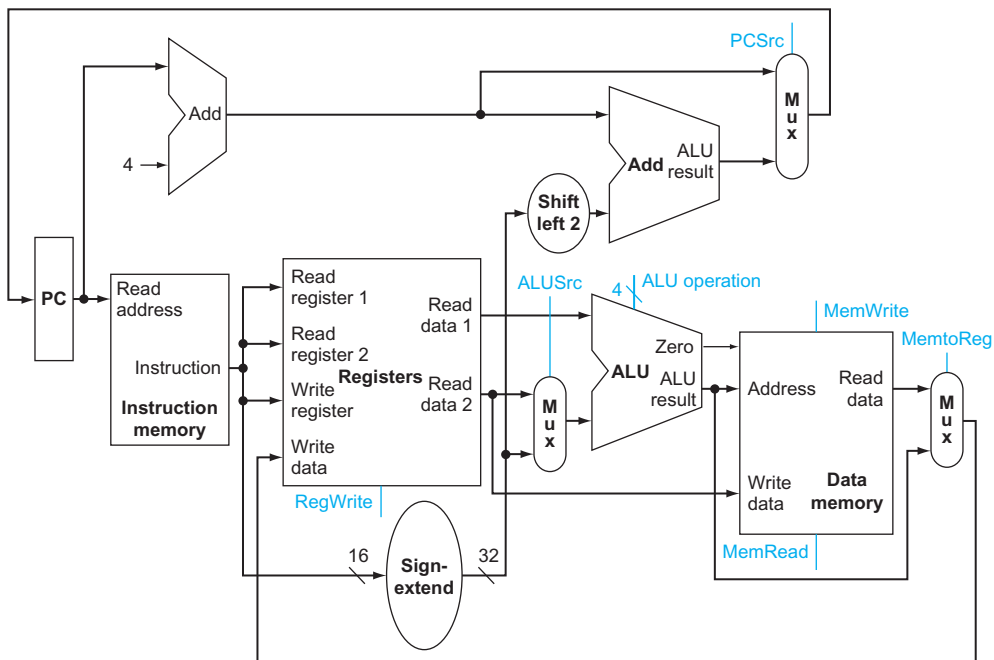 PCSrc
Add
4
M
u
x
Add
ALU
result
Shift
left 2
PC
Read
address
Instruction
Instruction
memory
Read
register 1
Read
register 2
Write
register
Write
data
Registers
Read
data 1
Read
data 2
RegWrite
ALUSrc
M
u
x
4
ALU operation
Zero
ALU
ALU
result
MemWrite
Address
Read
data
Write
data
Data
memory
MemRead
MemtoReg
M
u
x
16
Sign-
extend
32